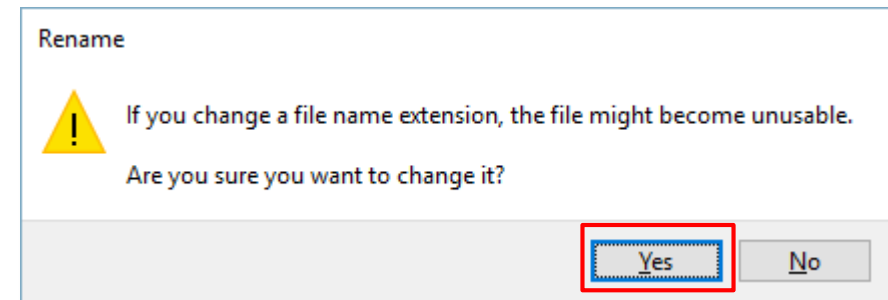 Rename
If you change a file name extension, the file might become unusable.
Are you sure you want to change it?
Yes No